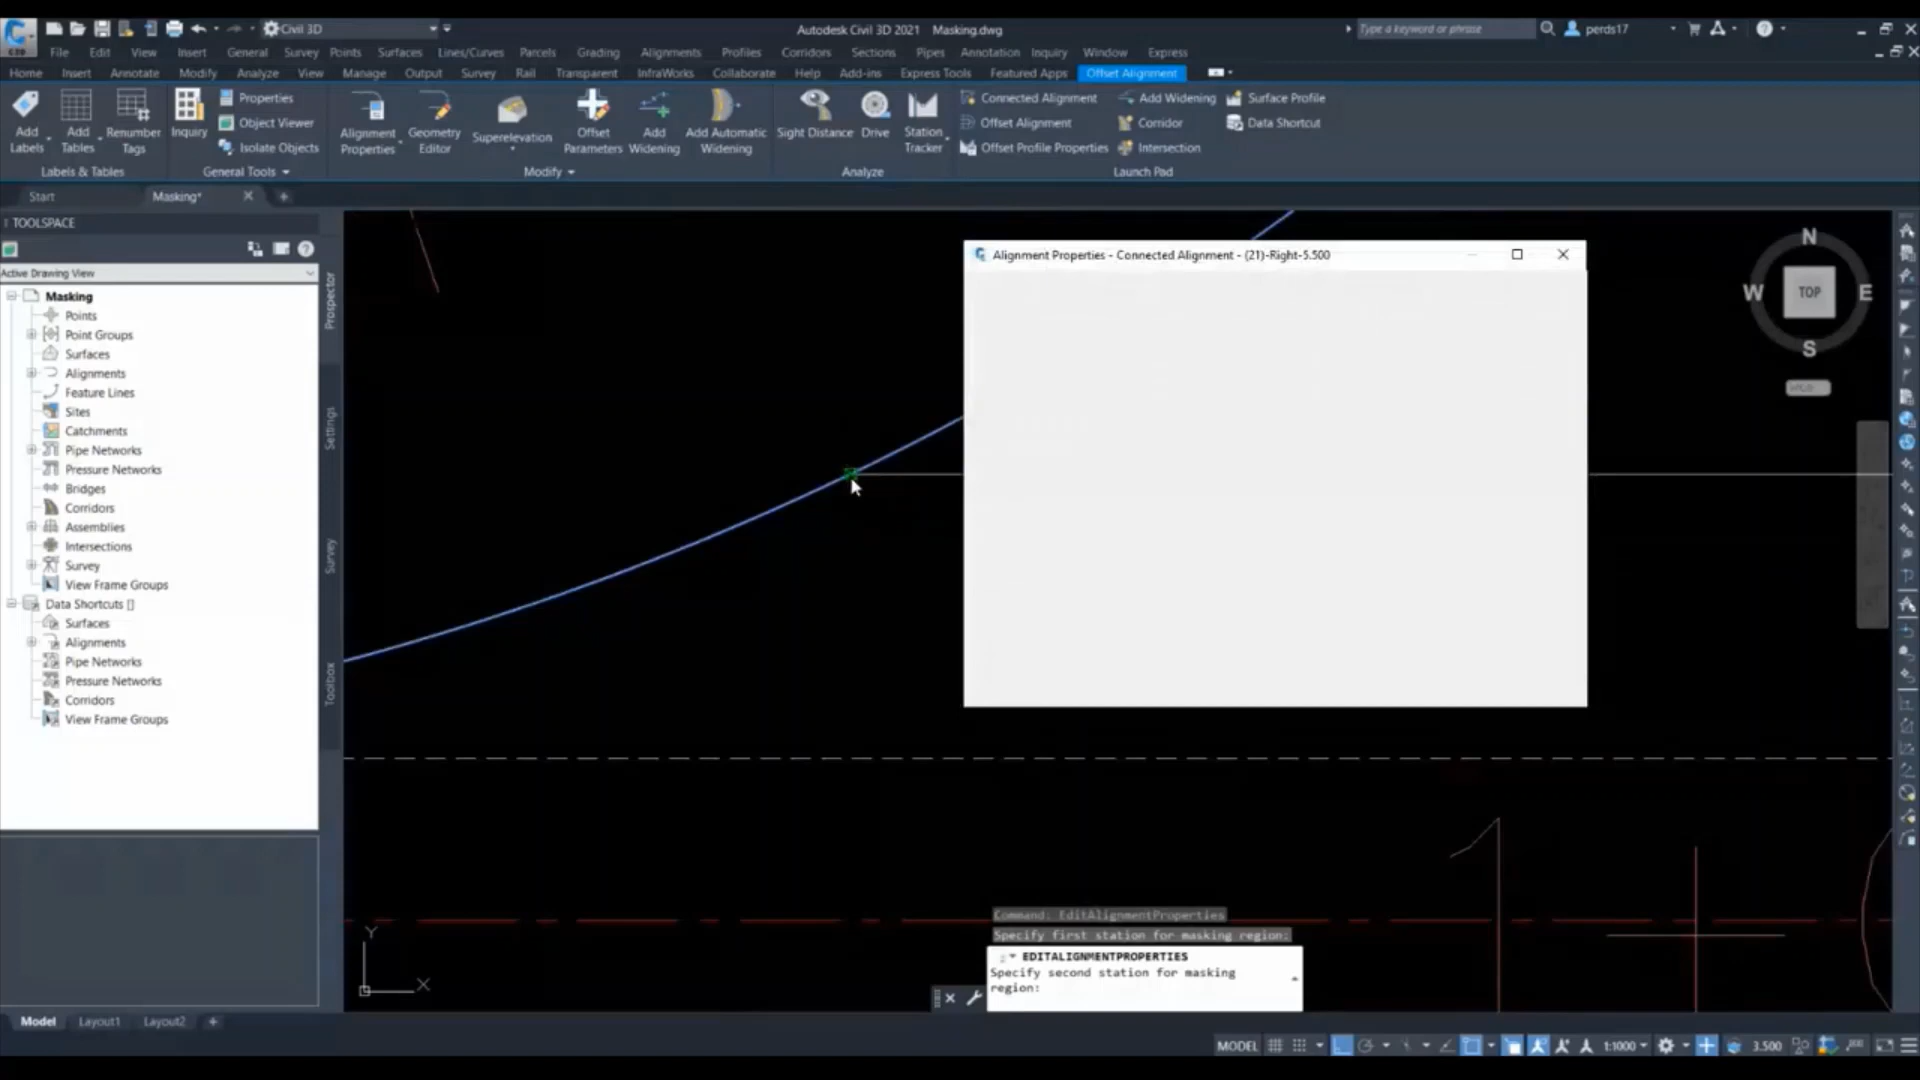 C3D
Civil 3D
Autodesk Civil 3D 2021 Masking.dwg
Type a keyword or phrase
perds17
File Edit View Insert General Survey Points Surfaces Lines/Curves Parcels Grading Alignments Profiles Corridors Sections Pipes Annotation Inquiry Window Express
Home Insert Annotate Modify Analyze View Manage Output Survey Rail Transparent InfraWorks Collaborate Help Add-ins Express Tools Featured Apps Offset Alignment
Add Labels
Add Tables
Renumber Tags
Labels & Tables
Inquiry
Properties
Object Viewer
Isolate Objects
General Tools
Alignment Properties
Geometry Editor
Superelevation
Offset Parameters
Add Widening
Add Automatic Widening
Modify
Sight Distance
Drive
Station Tracker
Analyze
Connected Alignment
Add Widening
Surface Profile
Offset Alignment
Corridor
Data Shortcut
Offset Profile Properties
Intersection
Launch Pad
Start
Masking*
TOOLSPACE
Active Drawing View
Masking
Points
Point Groups
Surfaces
Alignments
Feature Lines
Sites
Catchments
Pipe Networks
Pressure Networks
Bridges
Corridors
Assemblies
Intersections
Survey
View Frame Groups
Data Shortcuts []
Surfaces
Alignments
Pipe Networks
Pressure Networks
Corridors
View Frame Groups
Prospector
Settings
Survey
Toolbox
Alignment Properties - Connected Alignment - (21)-Right-5.500
N
W TOP E
S
1
Y
X
Command: EditAlignmentProperties
Specify first station for masking region:
EDITALIGNMENTPROPERTIES
Specify second station for masking
region:
Model Layout1 Layout2
MODEL
1:1000
3.500